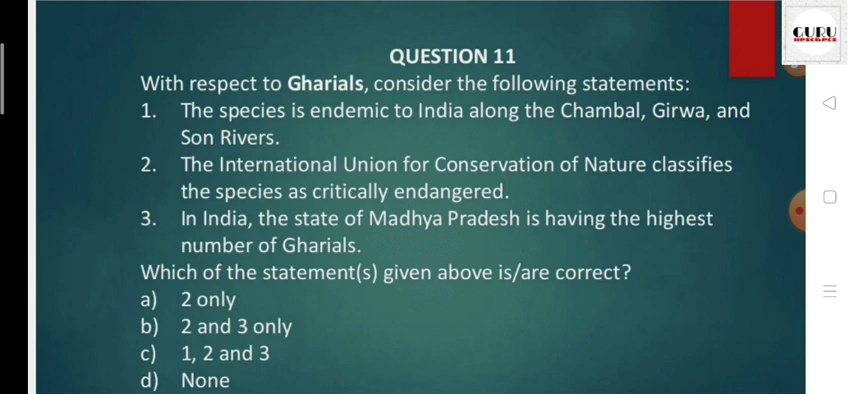 GURU
UPSCHPCS
QUESTION 11
With respect to Gharials, consider the following statements:
1. The species is endemic to India along the Chambal, Girwa, and
Son Rivers.
2. The International Union for Conservation of Nature classifies
the species as critically endangered.
3. In India, the state of Madhya Pradesh is having the highest
number of Gharials.
Which of the statement(s) given above is/are correct?
a) 2 only
b) 2 and 3 only
c) 1, 2 and 3
d) None